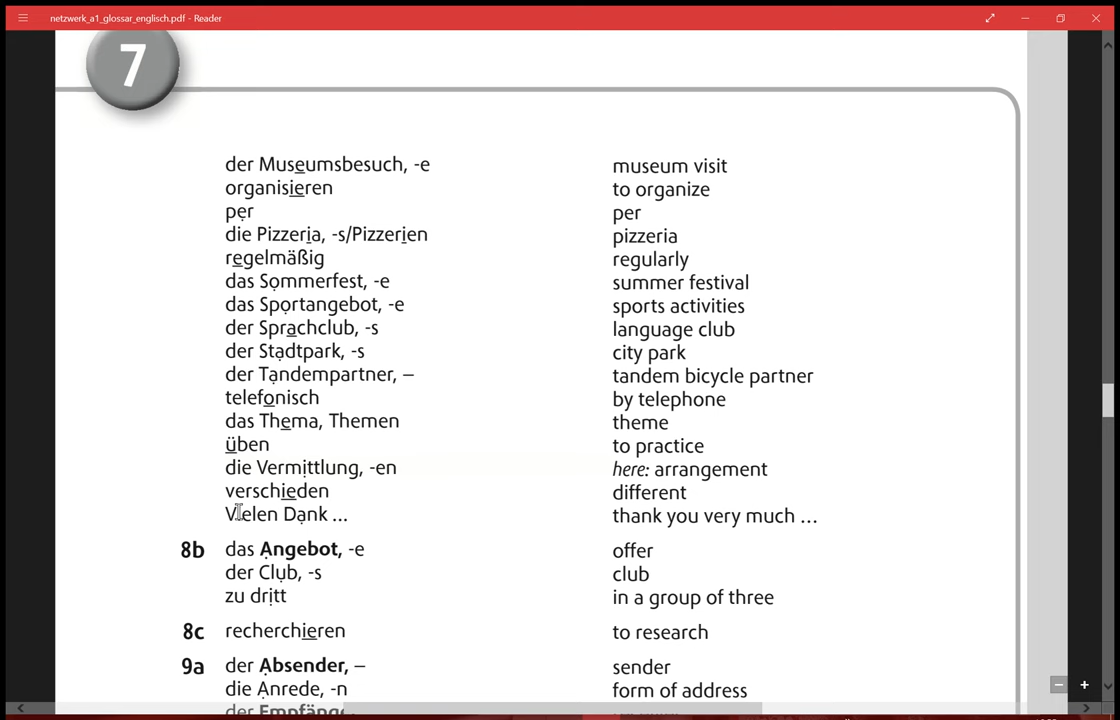 netzwerk_a1_glossar_englisch.pdf - Reader
7
der Museumsbesuch, -e museum visit
organisieren to organize
per per
die Pizzeria, -s/Pizzerien pizzeria
regelmäßig regularly
das Sommerfest, -e summer festival
das Sportangebot, -e sports activities
der Sprachclub, -s language club
der Stadtpark, -s city park
der Tandempartner, – tandem bicycle partner
telefonisch by telephone
das Thema, Themen theme
üben to practice
die Vermittlung, -en here: arrangement
verschieden different
Vielen Dank ... thank you very much ...
8b das Angebot, -e offer
der Club, -s club
zu dritt in a group of three
8c recherchieren to research
9a der Absender, – sender
die Anrede, -n form of address
der